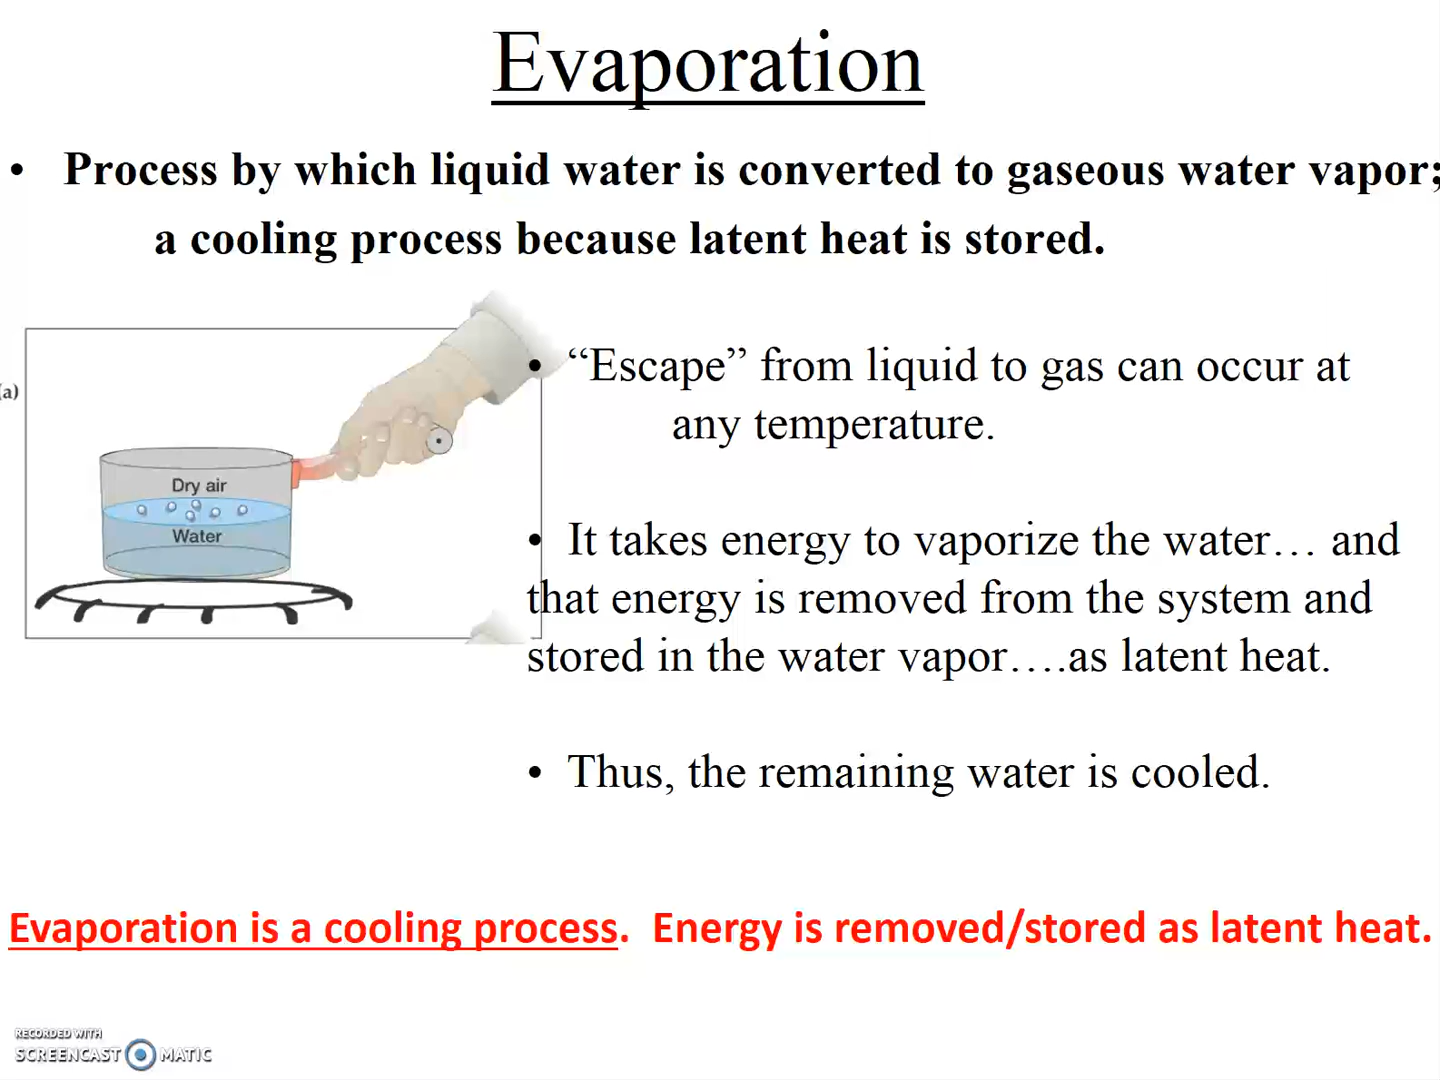 Evaporation
• Process by which liquid water is converted to gaseous water vapor;
a cooling process because latent heat is stored.
(a)
Dry air
Water
• “Escape” from liquid to gas can occur at
any temperature.
• It takes energy to vaporize the water… and
that energy is removed from the system and
stored in the water vapor….as latent heat.
• Thus, the remaining water is cooled.
Evaporation is a cooling process. Energy is removed/stored as latent heat.
RECORDED WITH
SCREENCAST MATIC